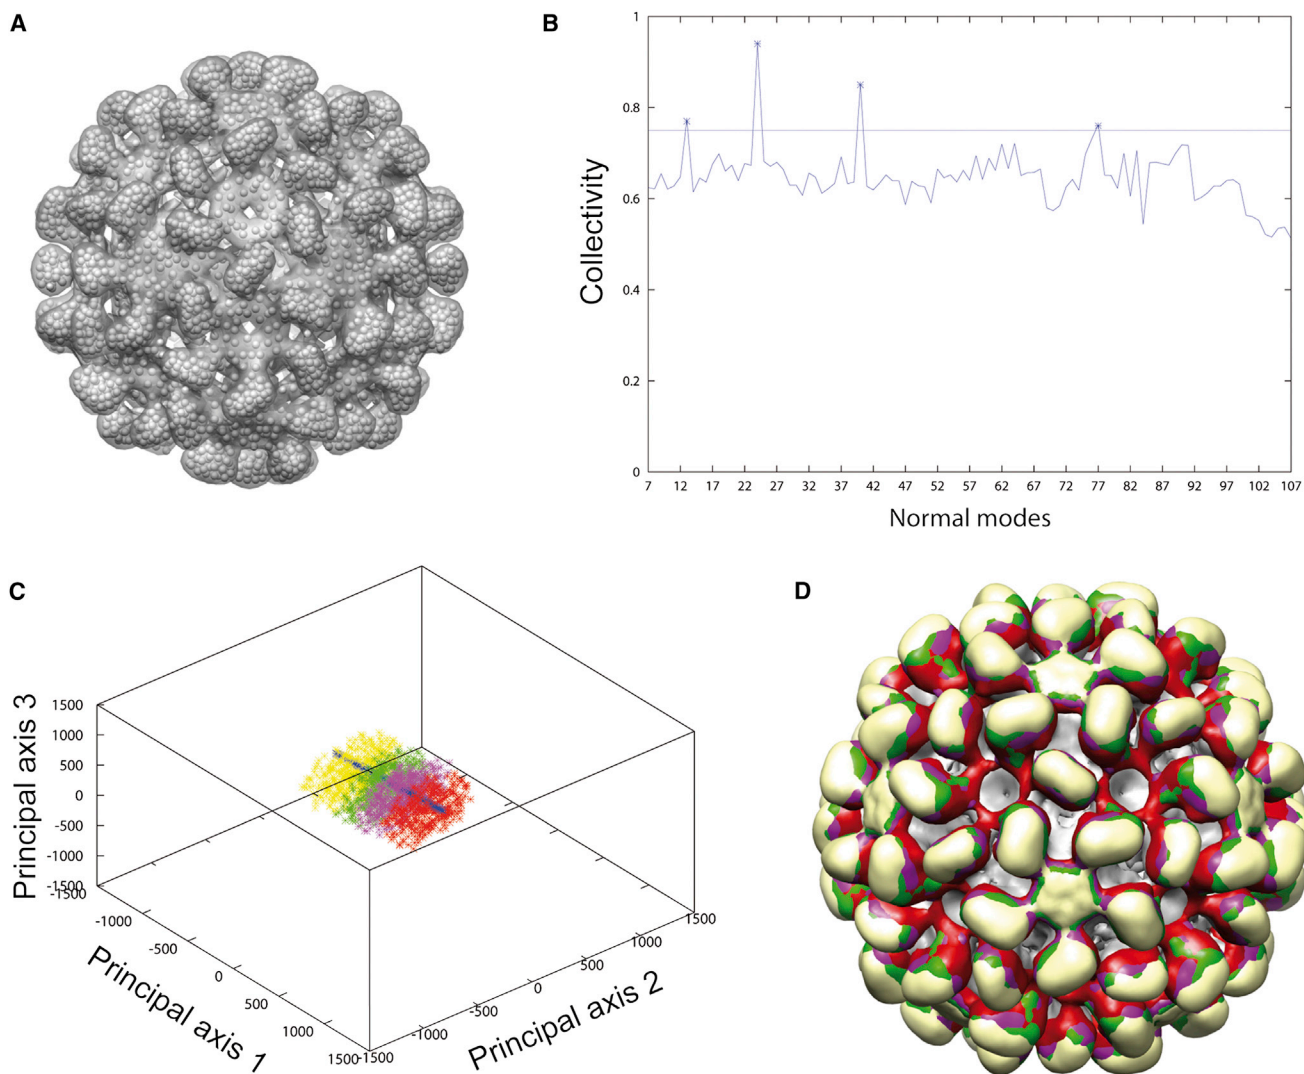 A
B
1
0.8
0.6
0.4
0.2
0
Collectivity
7 12 17 22 27 32 37 42 47 52 57 62 67 72 77 82 87 92 97 102 107
Normal modes
C
1500
1000
500
0
-500
-1000
-1500
Principal axis 3
-1500
-1000
-500
0
500
1000
1500
Principal axis 1
-1500
-1000
-500
0
500
1000
1500
Principal axis 2
D